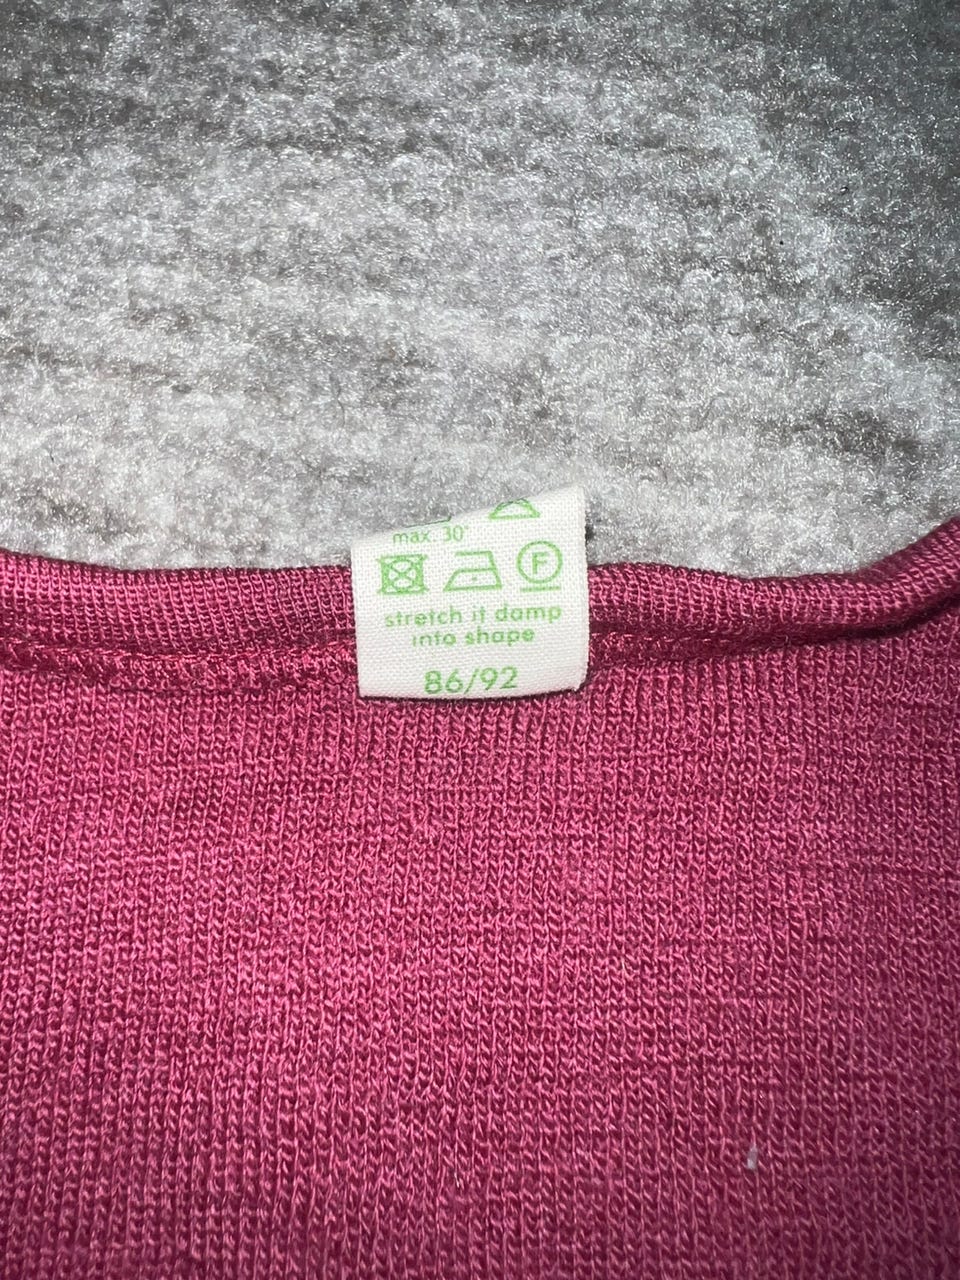 max. 30°
F
stretch it damp
into shape
86/92